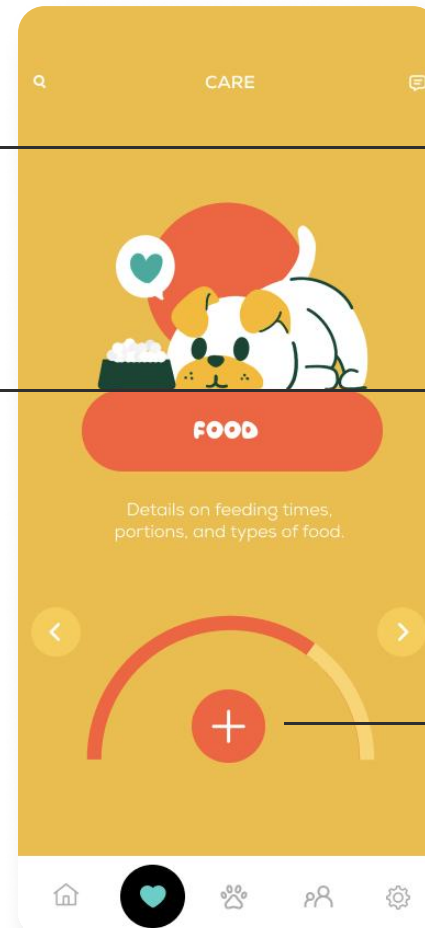 CARE
FOOD
Details on feeding times,
portions, and types of food.